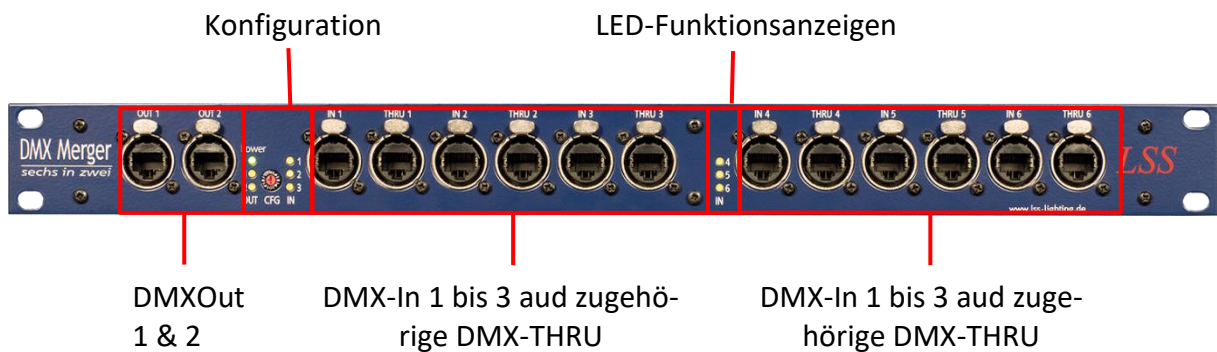 Konfiguration
LED-Funktionsanzeigen
OUT 1 OUT 2 IN 1 THRU 1 IN 2 THRU 2 IN 3 THRU 3 IN 4 THRU 4 IN 5 THRU 5 IN 6 THRU 6
DMX Merger
sechs in zwei
Power
1
2
3
OUT CFG IN
4
5
6
IN
LSS
www.lss-lighting.de
DMXOut
1 & 2
DMX-In 1 bis 3 aud zugehö-
rige DMX-THRU
DMX-In 1 bis 3 aud zuge-
hörige DMX-THRU